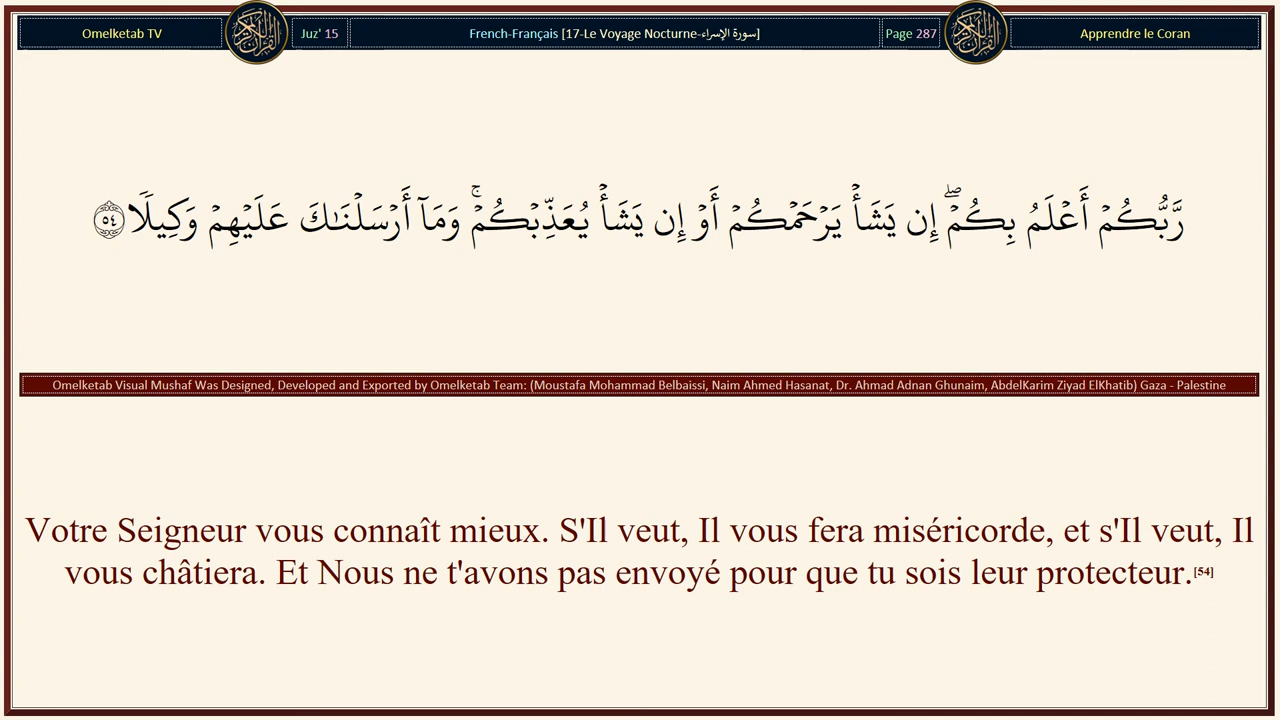 Omelketab TV
Juz' 15
French-Français [17-Le Voyage Nocturne-سورة الإسراء]
Page 287
Apprendre le Coran
رَّبُّكُمْ أَعْلَمُ بِكُمْ ۖ إِن يَشَأْ يَرْحَمْكُمْ أَوْ إِن يَشَأْ يُعَذِّبْكُمْ ۚ وَمَآ أَرْسَلْنَـٰكَ عَلَيْهِمْ وَكِيلًا ٥٤
Omelketab Visual Mushaf Was Designed, Developed and Exported by Omelketab Team: (Moustafa Mohammad Belbaissi, Naim Ahmed Hasanat, Dr. Ahmad Adnan Ghunaim, AbdelKarim Ziyad ElKhatib) Gaza - Palestine
Votre Seigneur vous connaît mieux. S'Il veut, Il vous fera miséricorde, et s'Il veut, Il
vous châtiera. Et Nous ne t'avons pas envoyé pour que tu sois leur protecteur.[54]